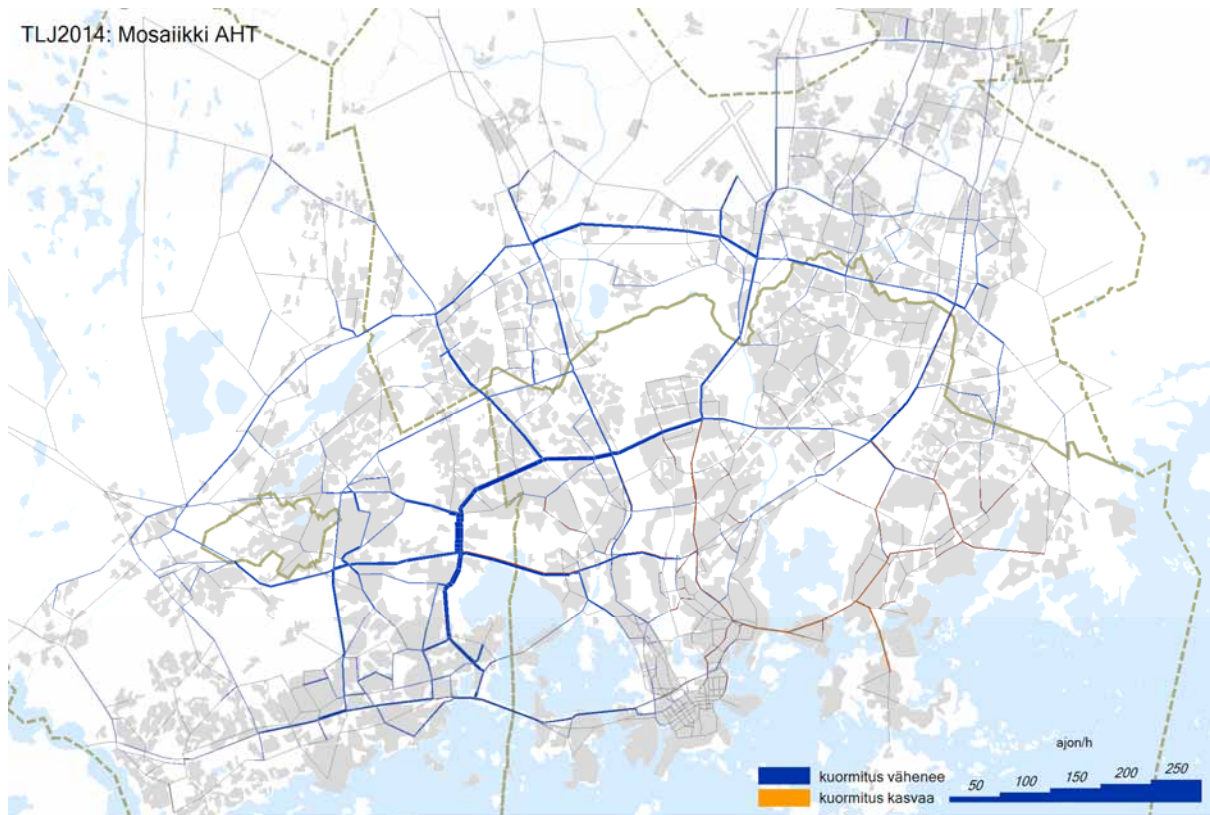 TLJ2014: Mosaiikki AHT
ajon/h
50 100 150 200 250
kuormitus vähenee
kuormitus kasvaa